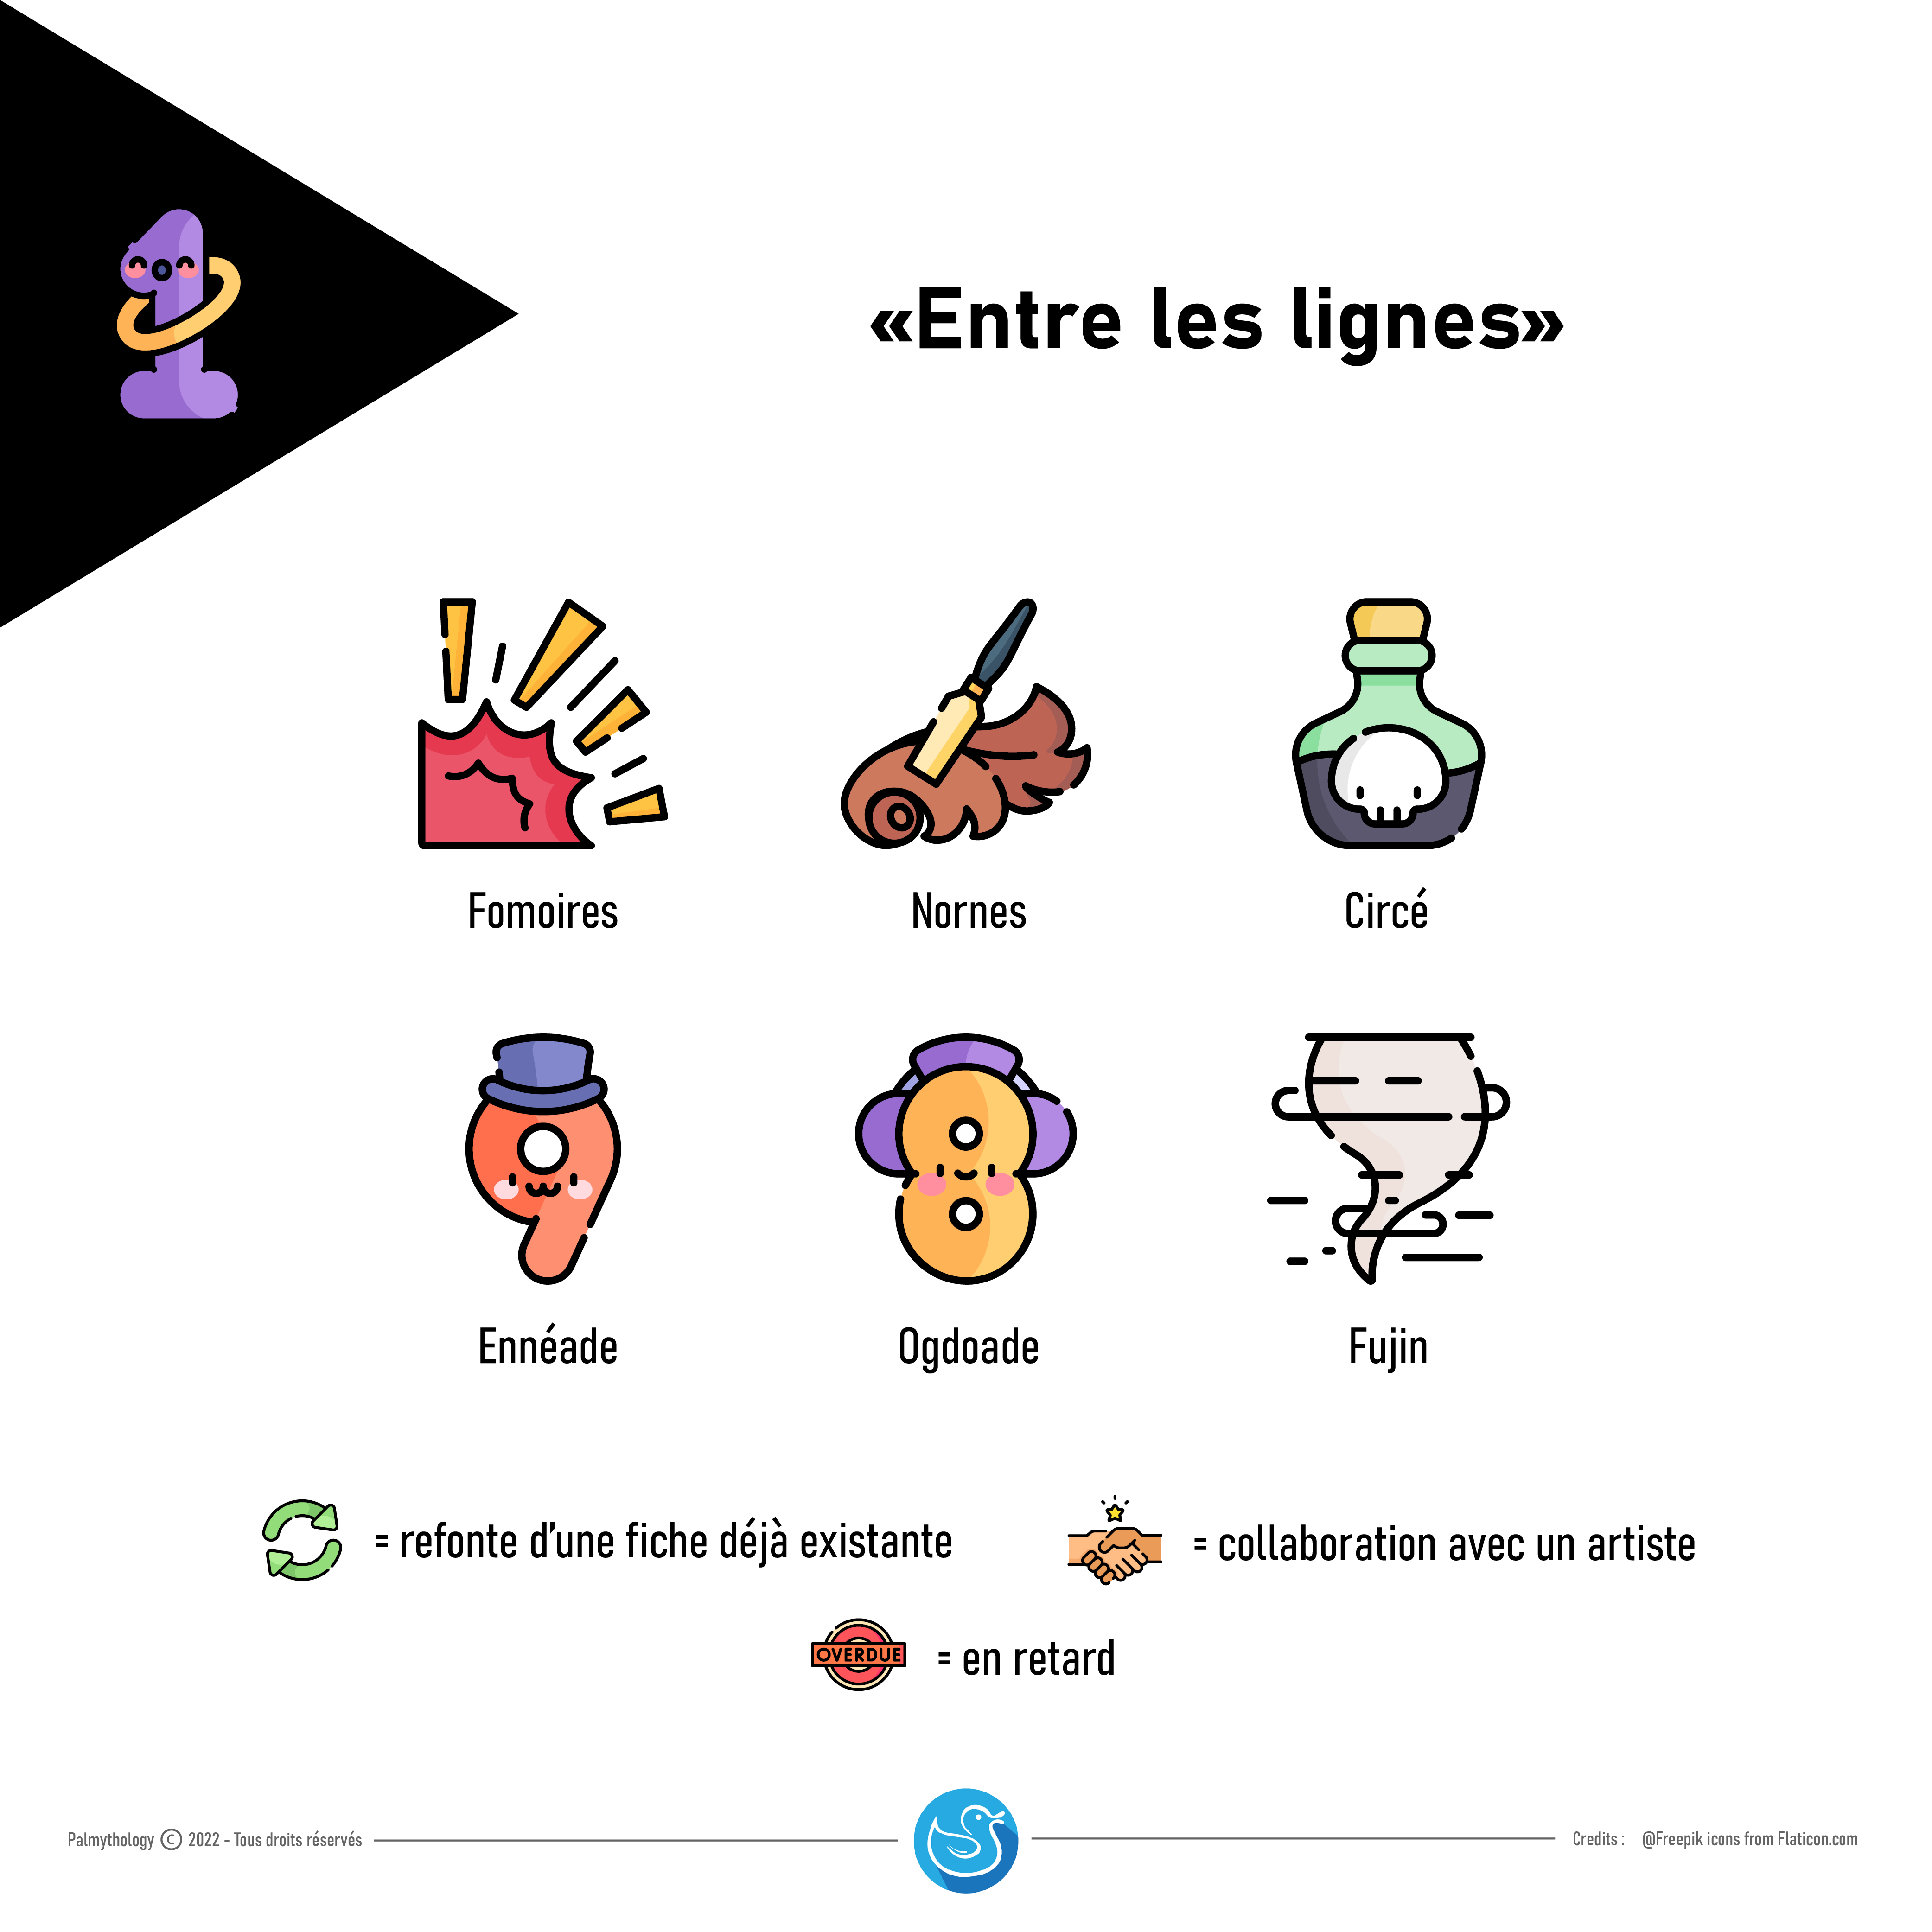 «Entre les lignes»
Fomoires
Nornes
Circé
Ennéade
Ogdoade
Fujin
= refonte d'une fiche déjà existante
= collaboration avec un artiste
OVERDUE
= en retard
Palmythology © 2022 - Tous droits réservés
Credits : @Freepik icons from Flaticon.com